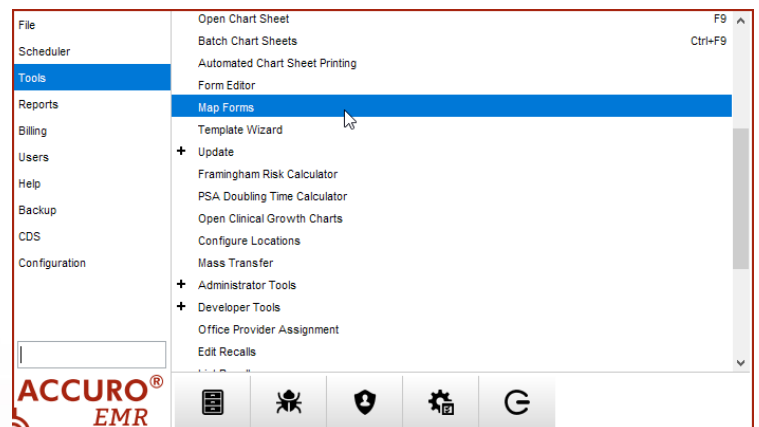 File
Scheduler
Tools
Reports
Billing
Users
Help
Backup
CDS
Configuration
ACCURO®
EMR
Open Chart Sheet F9
Batch Chart Sheets Ctrl+F9
Automated Chart Sheet Printing
Form Editor
Map Forms
Template Wizard
+ Update
Framingham Risk Calculator
PSA Doubling Time Calculator
Open Clinical Growth Charts
Configure Locations
Mass Transfer
+ Administrator Tools
+ Developer Tools
Office Provider Assignment
Edit Recalls